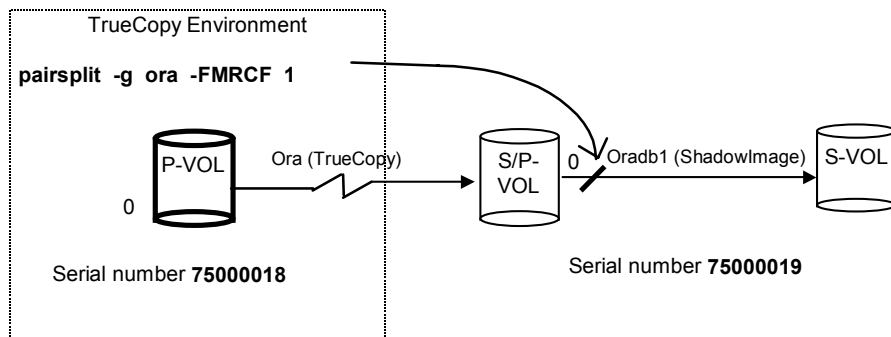 TrueCopy Environment
pairsplit -g ora -FMRCF 1
P-VOL
0
Ora (TrueCopy)
S/P-
VOL
0
Oradb1 (ShadowImage)
S-VOL
Serial number 75000018
Serial number 75000019